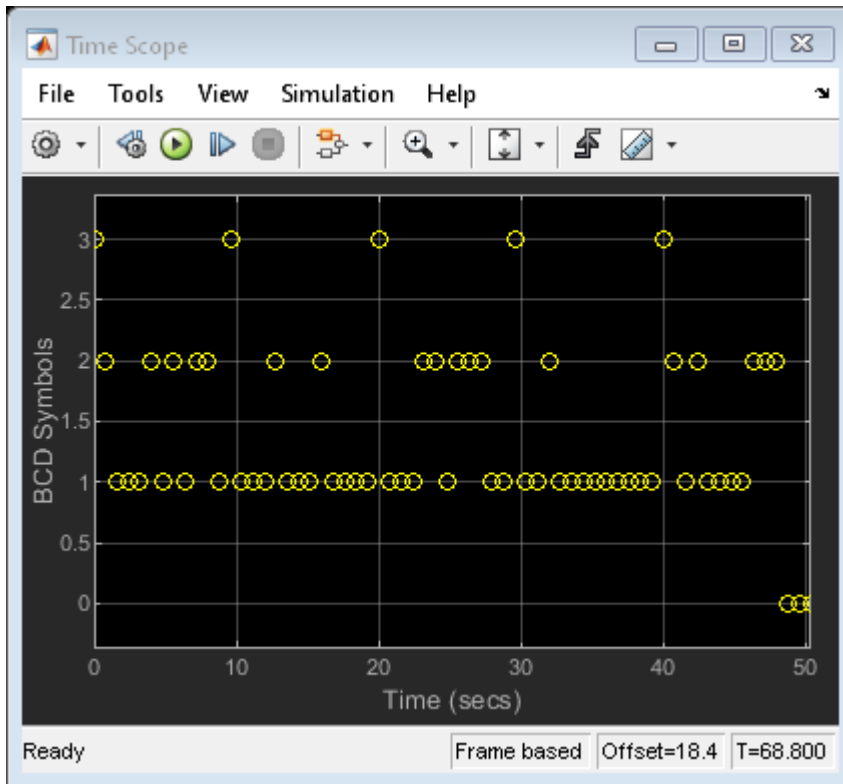 Time Scope
File Tools View Simulation Help
3
2.5
2
1.5
1
0.5
0
BCD Symbols
0 10 20 30 40 50
Time (secs)
Ready Frame based Offset=18.4 T=68.800